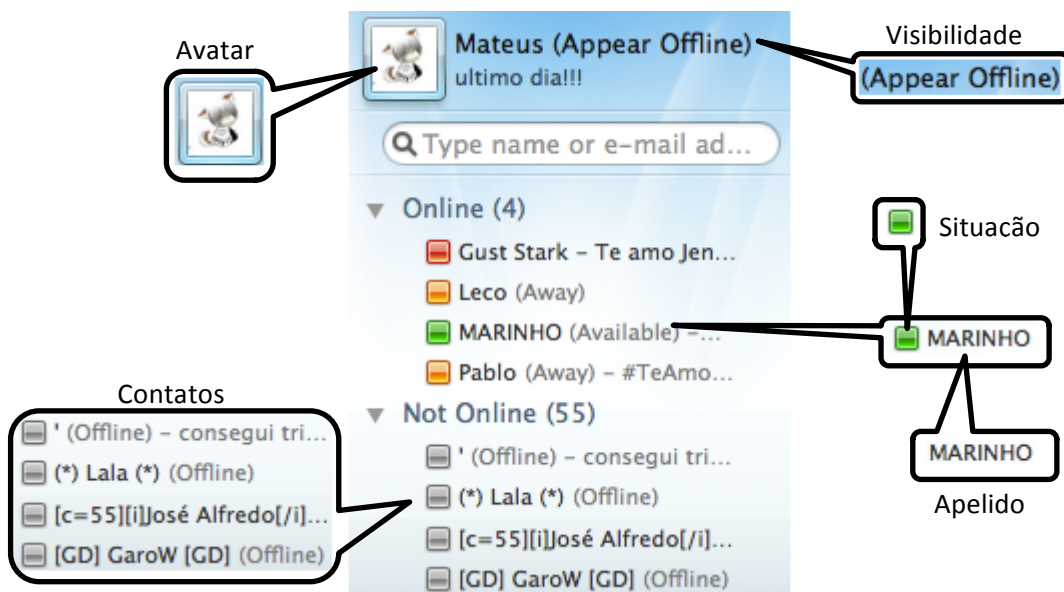 Avatar
Mateus (Appear Offline)
ultimo dia!!!
Visibilidade
(Appear Offline)
Type name or e-mail ad...
Online (4)
Gust Stark – Te amo Jen...
Leco (Away)
MARINHO (Available) –...
Pablo (Away) – #TeAmo...
Situacão
MARINHO
MARINHO
Apelido
Contatos
' (Offline) – consegui tri...
(*) Lala (*) (Offline)
[c=55][i]José Alfredo[/i]...
[GD] GaroW [GD] (Offline)
Not Online (55)
' (Offline) – consegui tri...
(*) Lala (*) (Offline)
[c=55][i]José Alfredo[/i]...
[GD] GaroW [GD] (Offline)